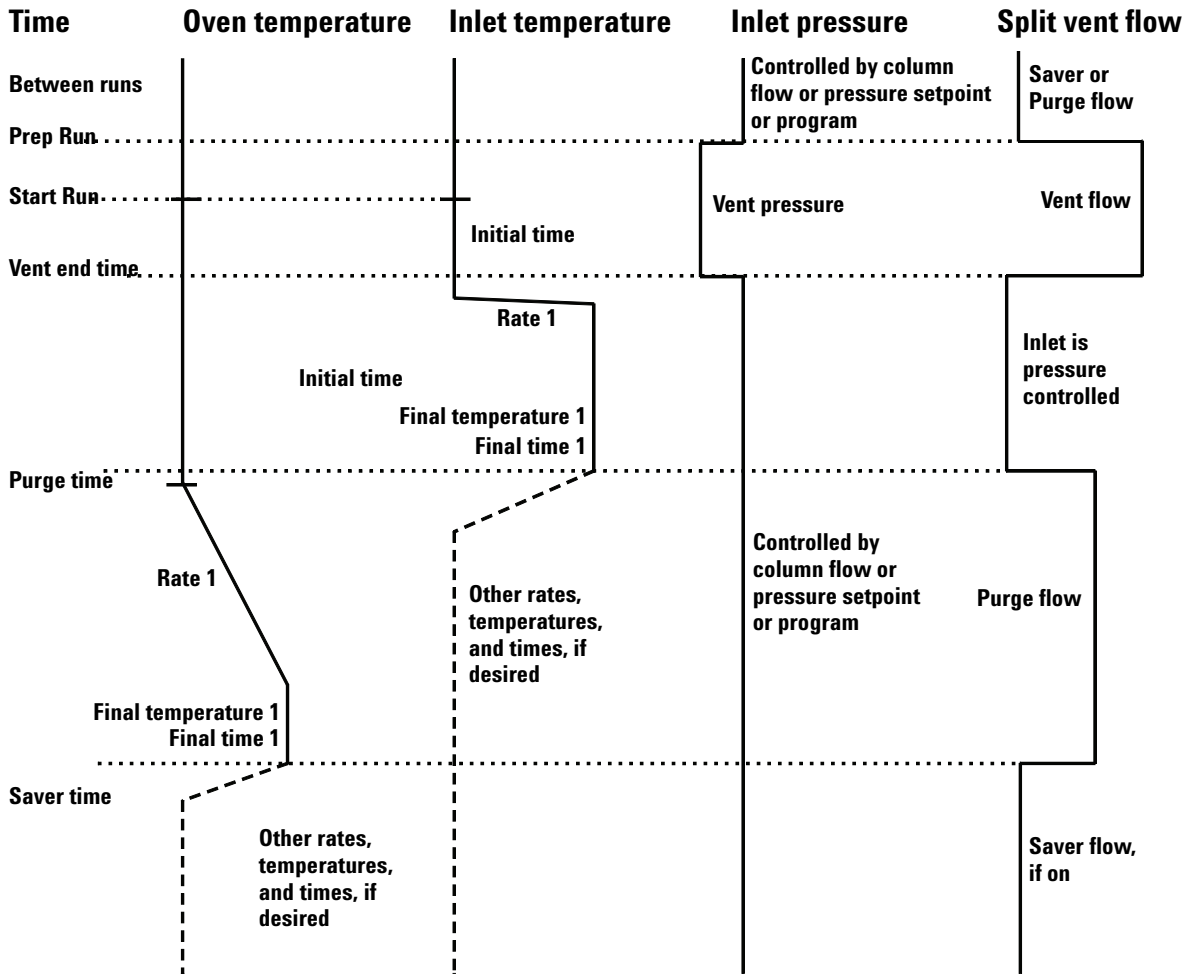 Time Oven temperature Inlet temperature Inlet pressure Split vent flow
Between runs
Controlled by column
flow or pressure setpoint
or program
Saver or
Purge flow
Prep Run
Start Run
Vent pressure
Vent flow
Initial time
Vent end time
Rate 1
Initial time
Final temperature 1
Final time 1
Inlet is
pressure
controlled
Purge time
Rate 1
Other rates,
temperatures,
and times, if
desired
Controlled by
column flow or
pressure setpoint
or program
Purge flow
Final temperature 1
Final time 1
Saver time
Other rates,
temperatures,
and times, if
desired
Saver flow,
if on